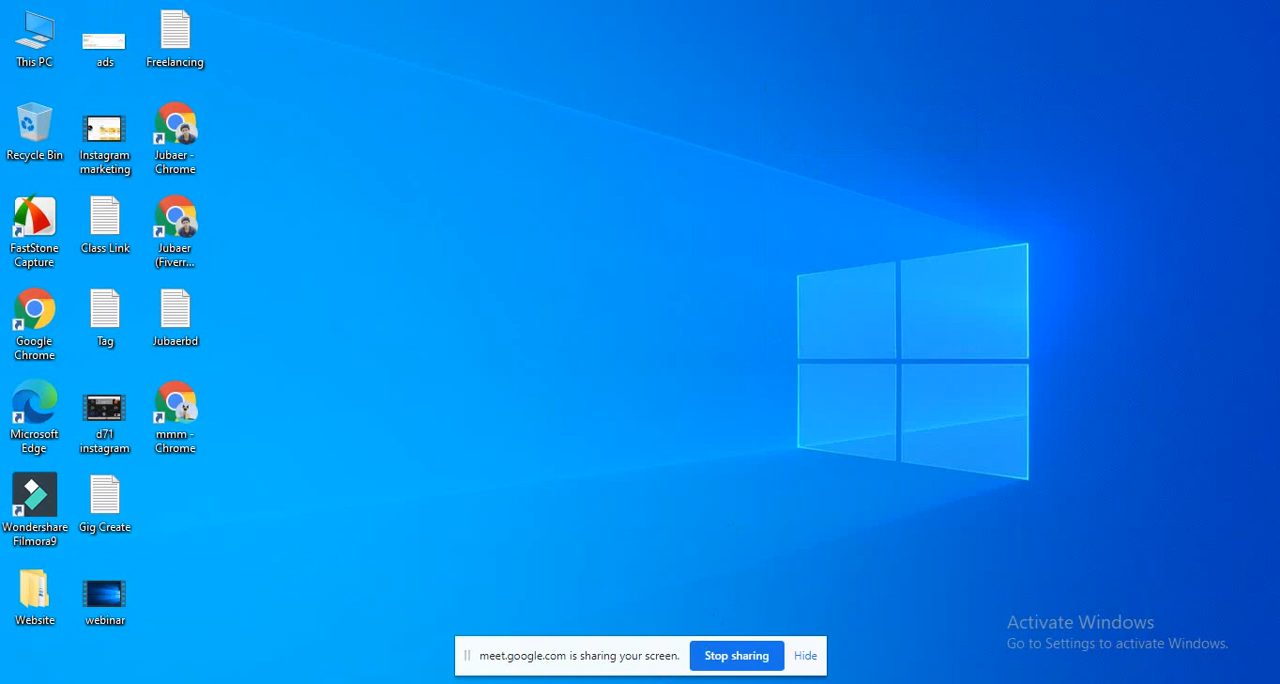 This PC
ads
Freelancing
Recycle Bin
Instagram
marketing
Jubaer -
Chrome
FastStone
Capture
Class Link
Jubaer
(Fiverr...
Google
Chrome
Tag
Jubaerbd
Microsoft
Edge
d71
instagram
mmm -
Chrome
Wondershare
Filmora9
Gig Create
Website
webinar
Activate Windows
Go to Settings to activate Windows.
meet.google.com is sharing your screen.
Stop sharing
Hide